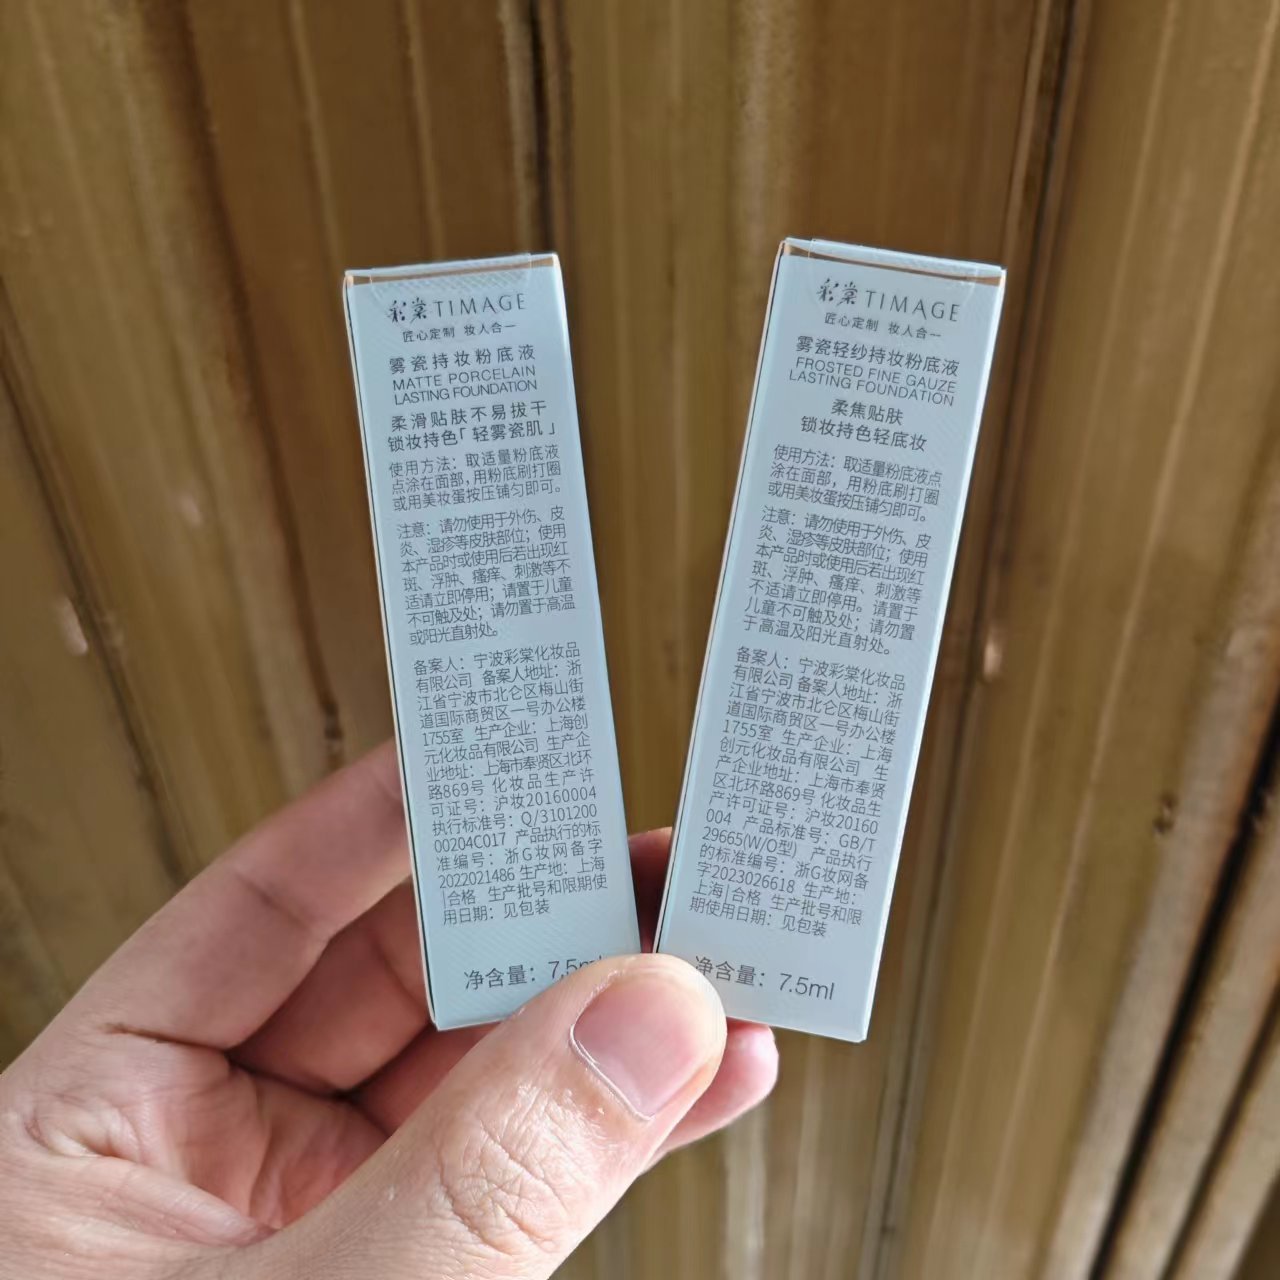 彩棠TIMAGE
匠心定制 妆人合一
雾瓷持妆粉底液
MATTE PORCELAIN
LASTING FOUNDATION
柔滑贴肤不易拔干
锁妆持色「轻雾瓷肌」
使用方法：取适量粉底液
点涂在面部，用粉底刷打圈
或用美妆蛋按压铺匀即可。
注意：请勿使用于外伤、皮
炎、湿疹等皮肤部位；使用
本产品时或使用后若出现红
斑、浮肿、瘙痒、刺激等不
适请立即停用；请置于儿童
不可触及处；请勿置于高温
或阳光直射处。
备案人：宁波彩棠化妆品
有限公司 备案人地址：浙
江省宁波市北仑区梅山街
道国际商贸区一号办公楼
1755室 生产企业：上海创
元化妆品有限公司 生产企
业地址：上海市奉贤区北环
路869号 化妆品生产许
可证号：沪妆20160004
执行标准号：Q/3101200
00204C017 产品执行的标
准编号：浙G妆网备字
2022021486 生产地：上海
|合格 生产批号和限期使
用日期：见包装
净含量：7.5ml
彩棠TIMAGE
匠心定制 妆人合一
雾瓷轻纱持妆粉底液
FROSTED FINE GAUZE
LASTING FOUNDATION
柔焦贴肤
锁妆持色轻底妆
使用方法：取适量粉底液点
涂在面部，用粉底刷打圈
或用美妆蛋按压铺匀即可。
注意：请勿使用于外伤、皮
炎、湿疹等皮肤部位；使用
本产品时或使用后若出现红
斑、浮肿、瘙痒、刺激等
不适请立即停用。请置于
儿童不可触及处；请勿置
于高温及阳光直射处。
备案人：宁波彩棠化妆品
有限公司 备案人地址：浙
江省宁波市北仑区梅山街
道国际商贸区一号办公楼
1755室 生产企业：上海
创元化妆品有限公司 生
产企业地址：上海市奉贤
区北环路869号 化妆品生
产许可证号：沪妆20160
004 产品标准号：GB/T
29665(W/O型) 产品执行
的标准编号：浙G妆网备
字2023026618 生产地：
上海|合格 生产批号和限
期使用日期：见包装
净含量：7.5ml